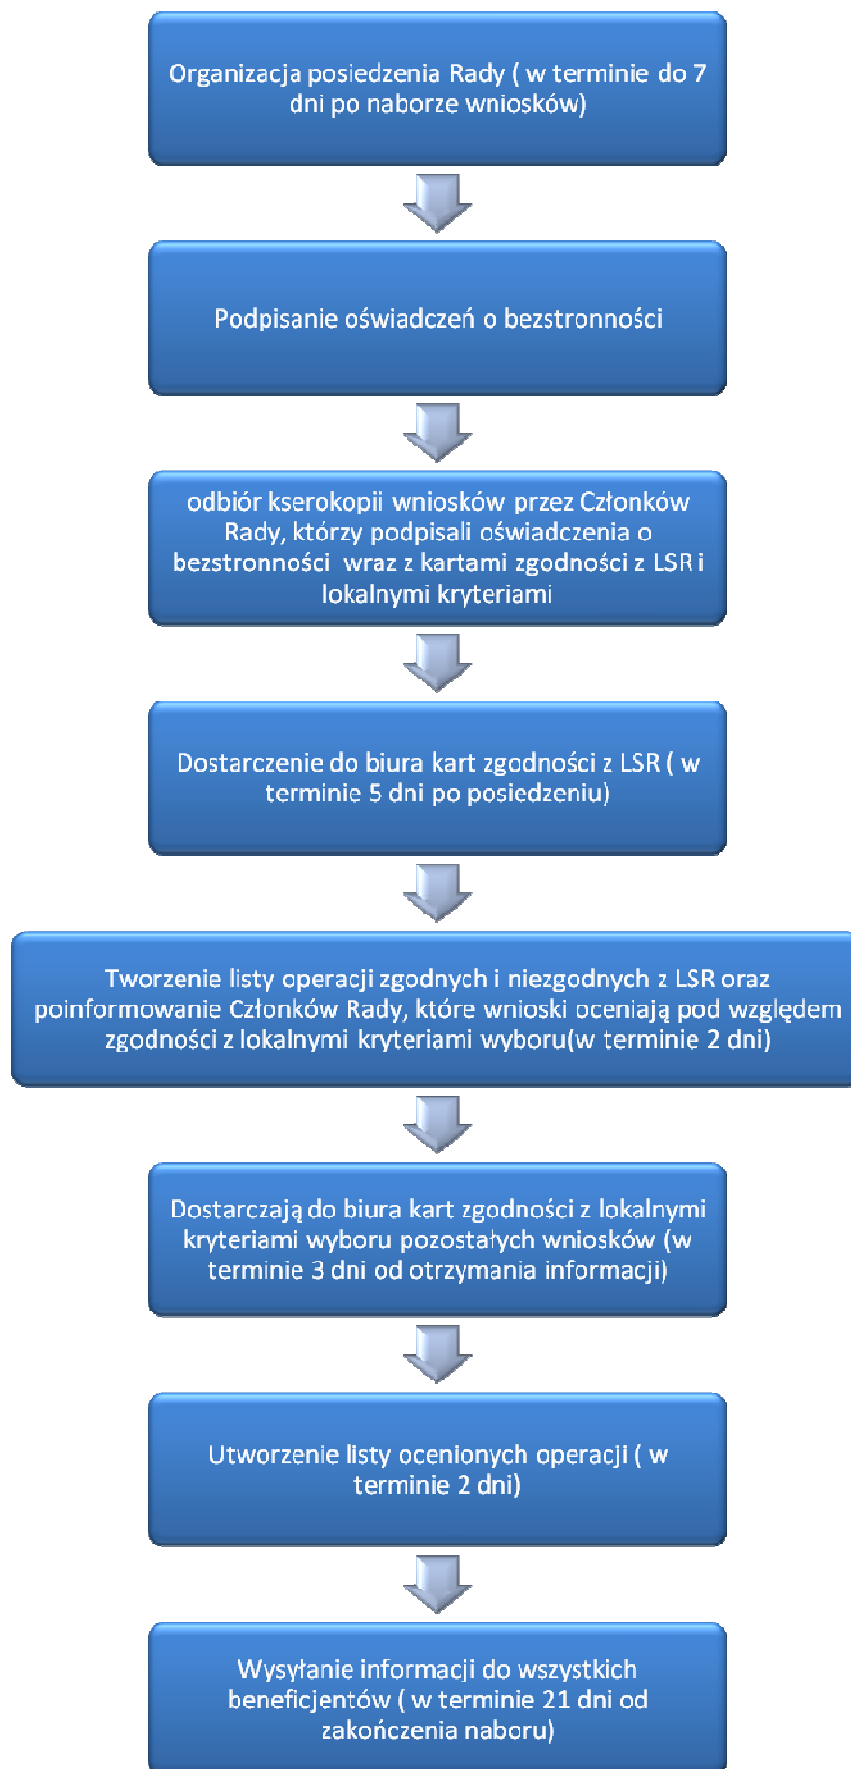 Organizacja posiedzenia Rady ( w terminie do 7
dni po naborze wniosków)
Podpisanie oświadczeń o bezstronności
odbiór kserokopii wniosków przez Członków
Rady, którzy podpisali oświadczenia o
bezstronności wraz z kartami zgodności z LSR i
lokalnymi kryteriami
Dostarczenie do biura kart zgodności z LSR ( w
terminie 5 dni po posiedzeniu)
Tworzenie listy operacji zgodnych i niezgodnych z LSR oraz
poinformowanie Członków Rady, które wnioski oceniają pod względem
zgodności z lokalnymi kryteriami wyboru(w terminie 2 dni)
Dostarczają do biura kart zgodności z lokalnymi
kryteriami wyboru pozostałych wniosków (w
terminie 3 dni od otrzymania informacji)
Utworzenie listy ocenionych operacji ( w
terminie 2 dni)
Wysyłanie informacji do wszystkich
beneficjentów ( w terminie 21 dni od
zakończenia naboru)